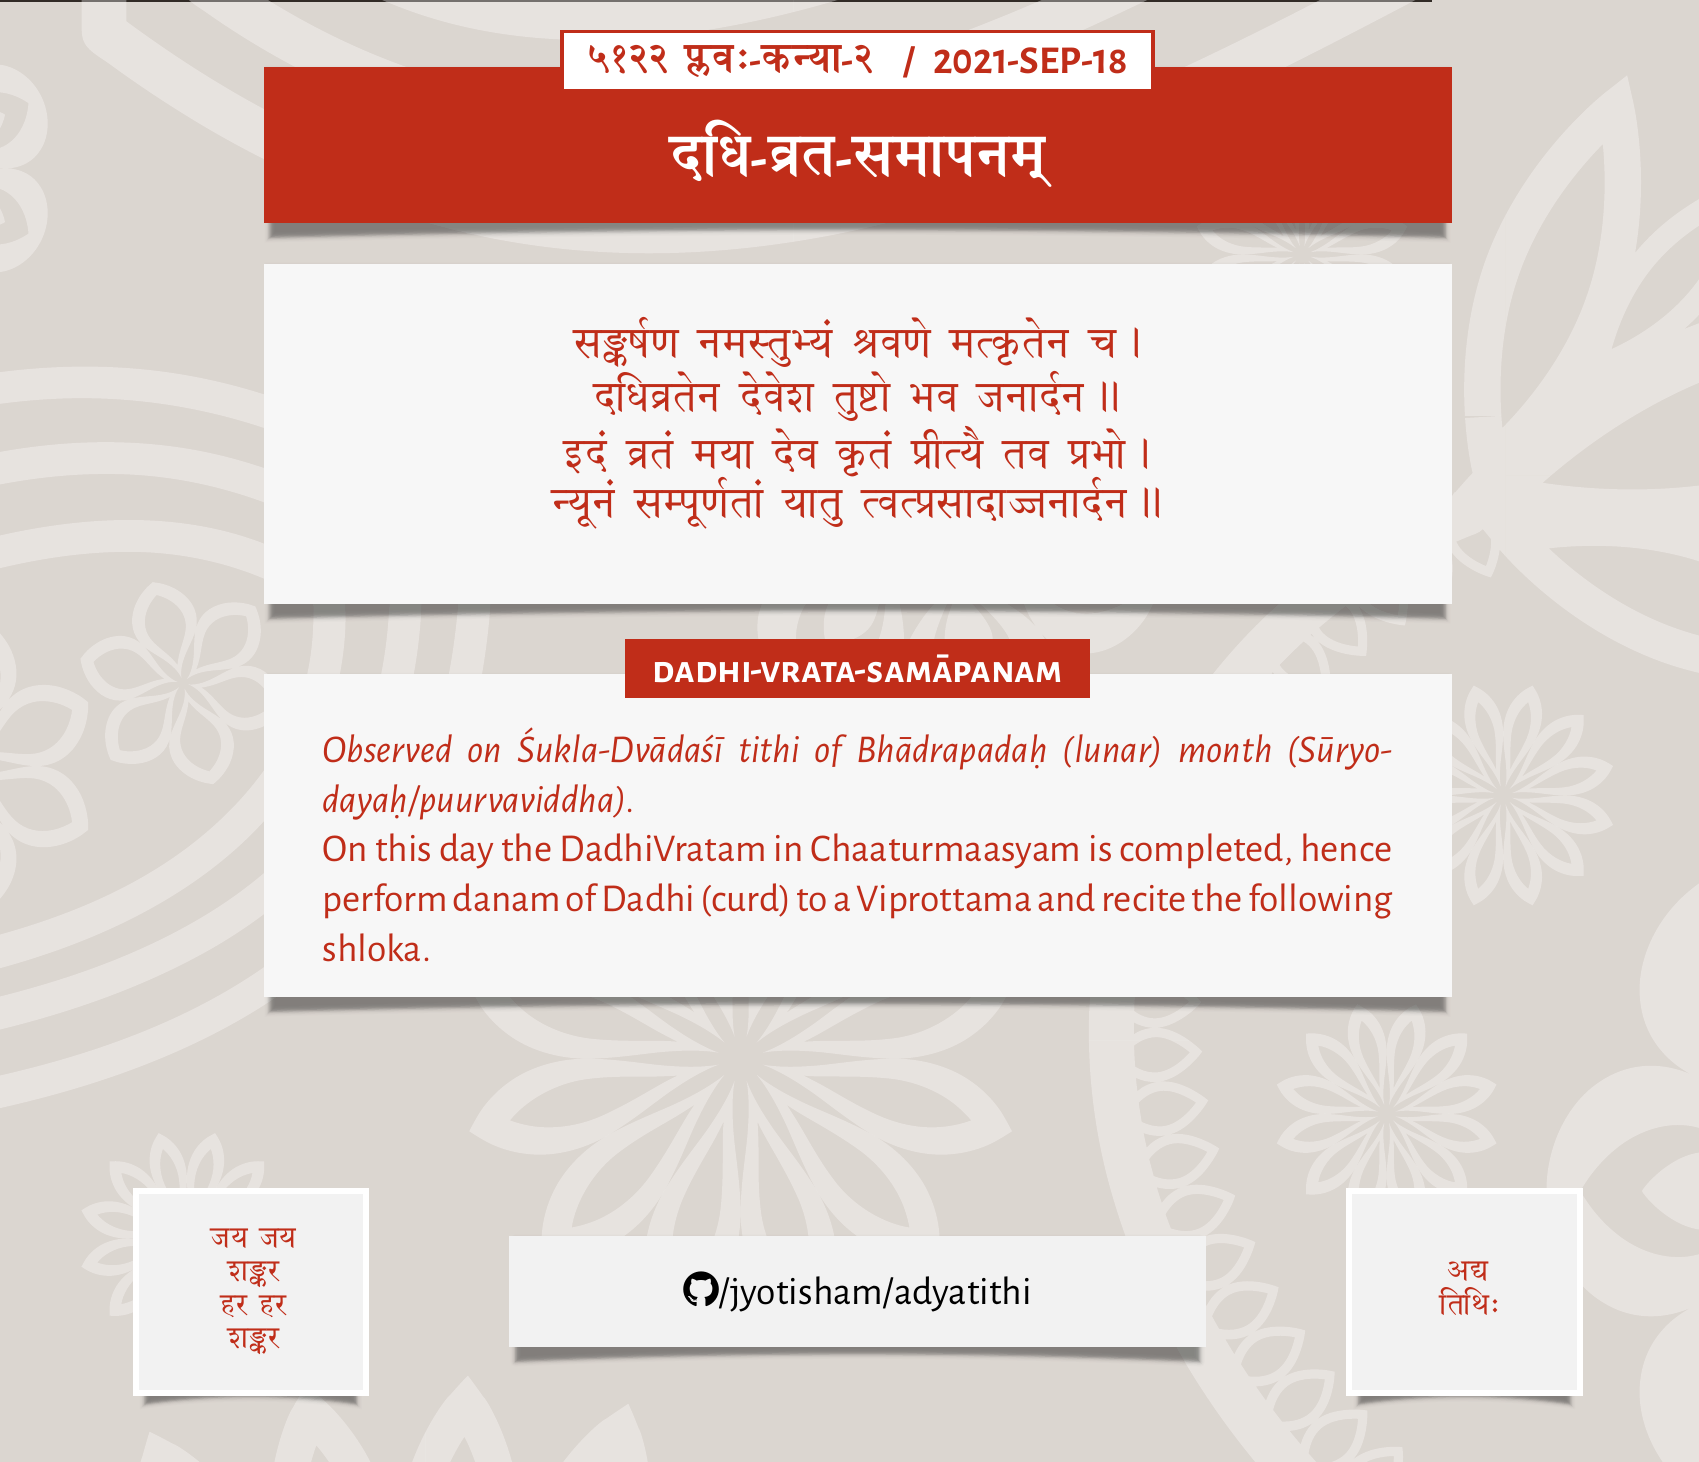 ५१२२ प्लवः-कन्या-२ / 2021-SEP-18
दधि-व्रत-समापनम्
सङ्कर्षण नमस्तुभ्यं श्रवणे मत्कृतेन च।
दधिव्रतेन देवेश तुष्टो भव जनार्दन॥
इदं व्रतं मया देव कृतं प्रीत्यै तव प्रभो।
न्यूनं सम्पूर्णतां यातु त्वत्प्रसादाज्जनार्दन॥
DADHI-VRATA-SAMĀPANAM
Observed on Śukla-Dvādaśī tithi of Bhādrapadaḥ (lunar) month (Sūryo-
dayaḥ/puurvaviddha).
On this day the DadhiVratam in Chaaturmaasyam is completed, hence
perform danam of Dadhi (curd) to a Viprottama and recite the following
shloka.
जय जय
शङ्कर
हर हर
शङ्कर
/jyotisham/adyatithi
अद्य
तिथिः